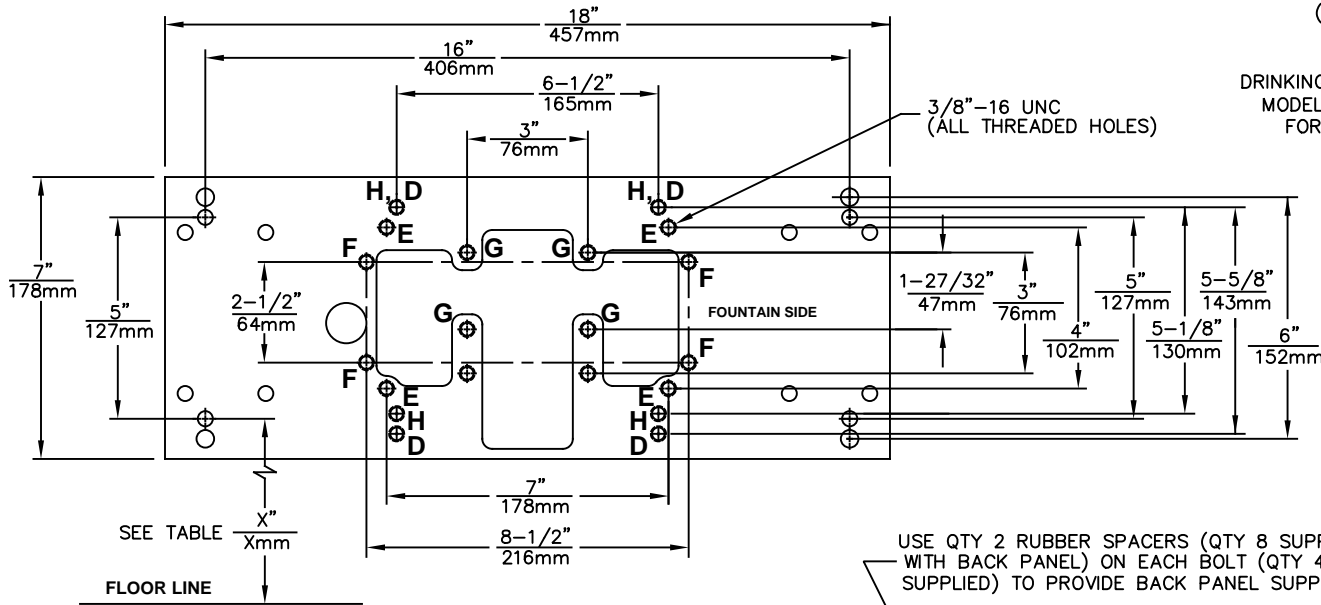 18"
457mm
16"
406mm
6-1/2"
165mm
3"
76mm
3/8"-16 UNC
(ALL THREADED HOLES)
DRINKING
MODEL
FOR
H, D
H, D
E
E
F
G
G
F
7"
178mm
5"
127mm
2-1/2"
64mm
G
G
FOUNTAIN SIDE
1-27/32"
47mm
3"
76mm
4"
102mm
5"
127mm
5-1/8"
130mm
5-5/8"
143mm
6"
152mm
F
F
E
E
H
H
D
D
7"
178mm
8-1/2"
216mm
SEE TABLE
X"
Xmm
FLOOR LINE
USE QTY 2 RUBBER SPACERS (QTY 8 SUPP
WITH BACK PANEL) ON EACH BOLT (QTY 4
SUPPLIED) TO PROVIDE BACK PANEL SUPP